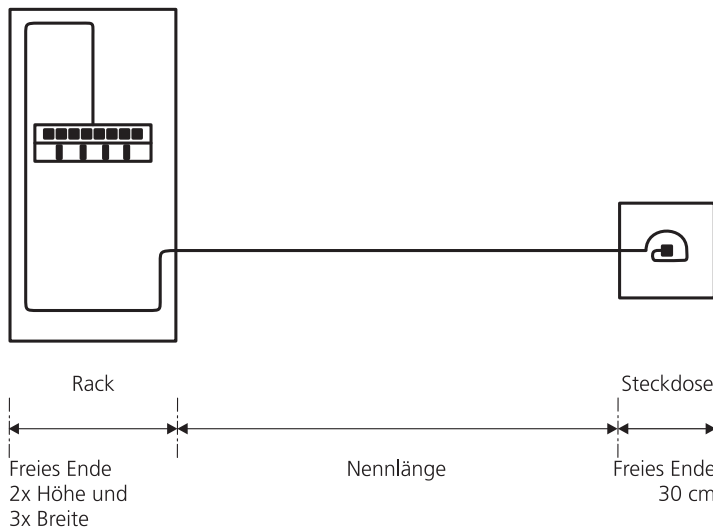 Rack
Steckdose
Freies Ende
2x Höhe und
3x Breite
Nennlänge
Freies Ende
30 cm